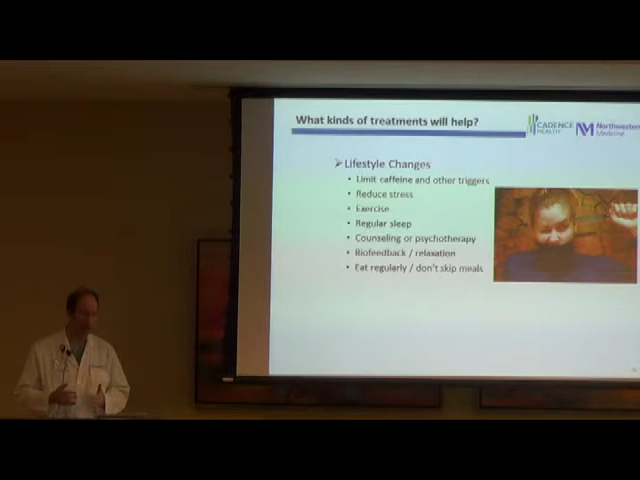 What kinds of treatments will help?
CADENCE
HEALTH
Northwestern
Medicine
➢Lifestyle Changes
• Limit caffeine and other triggers
• Reduce stress
• Exercise
• Regular sleep
• Counseling or psychotherapy
• Biofeedback / relaxation
• Eat regularly / don't skip meals